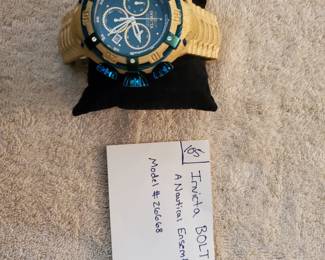 105
Invicta BOLT
A Nautical Ensem
Model #: 26668